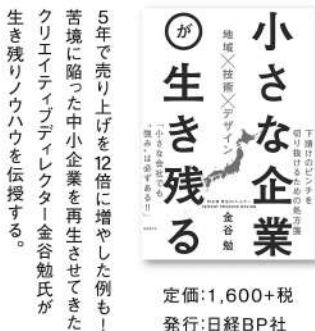 小さな企業
が
生き残る
地域×技術×デザイン
下請けのピンチを
切り抜けるための処方箋
金谷 勉
「小さな会社でも
“強み”は必ずある!!
定価:1,600+税
発行:日経BP社
5年で売り上げを12倍に増やした例も!
苦境に陥った中小企業を再生させてきた
クリエイティブディレクター金谷勉氏が
生き残りノウハウを伝授する。